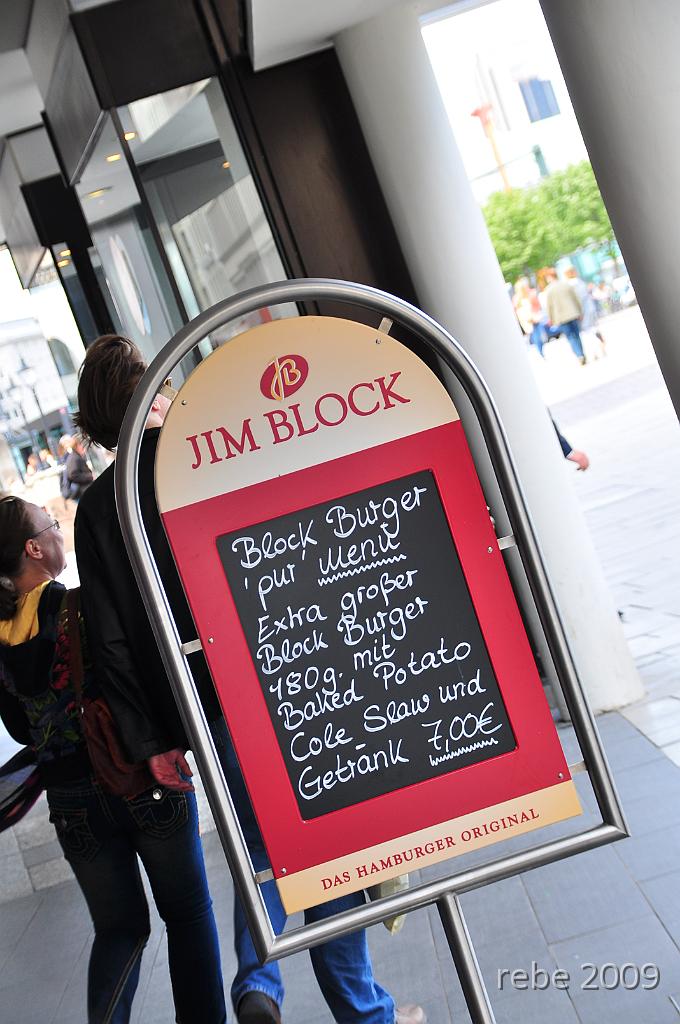 JB
JIM BLOCK
Block Burger
'pur' Menü
Extra großer
Block Burger
180g. mit
Baked Potato
Cole Slaw und
Getränk 7,00€
DAS HAMBURGER ORIGINAL
rebe 2009